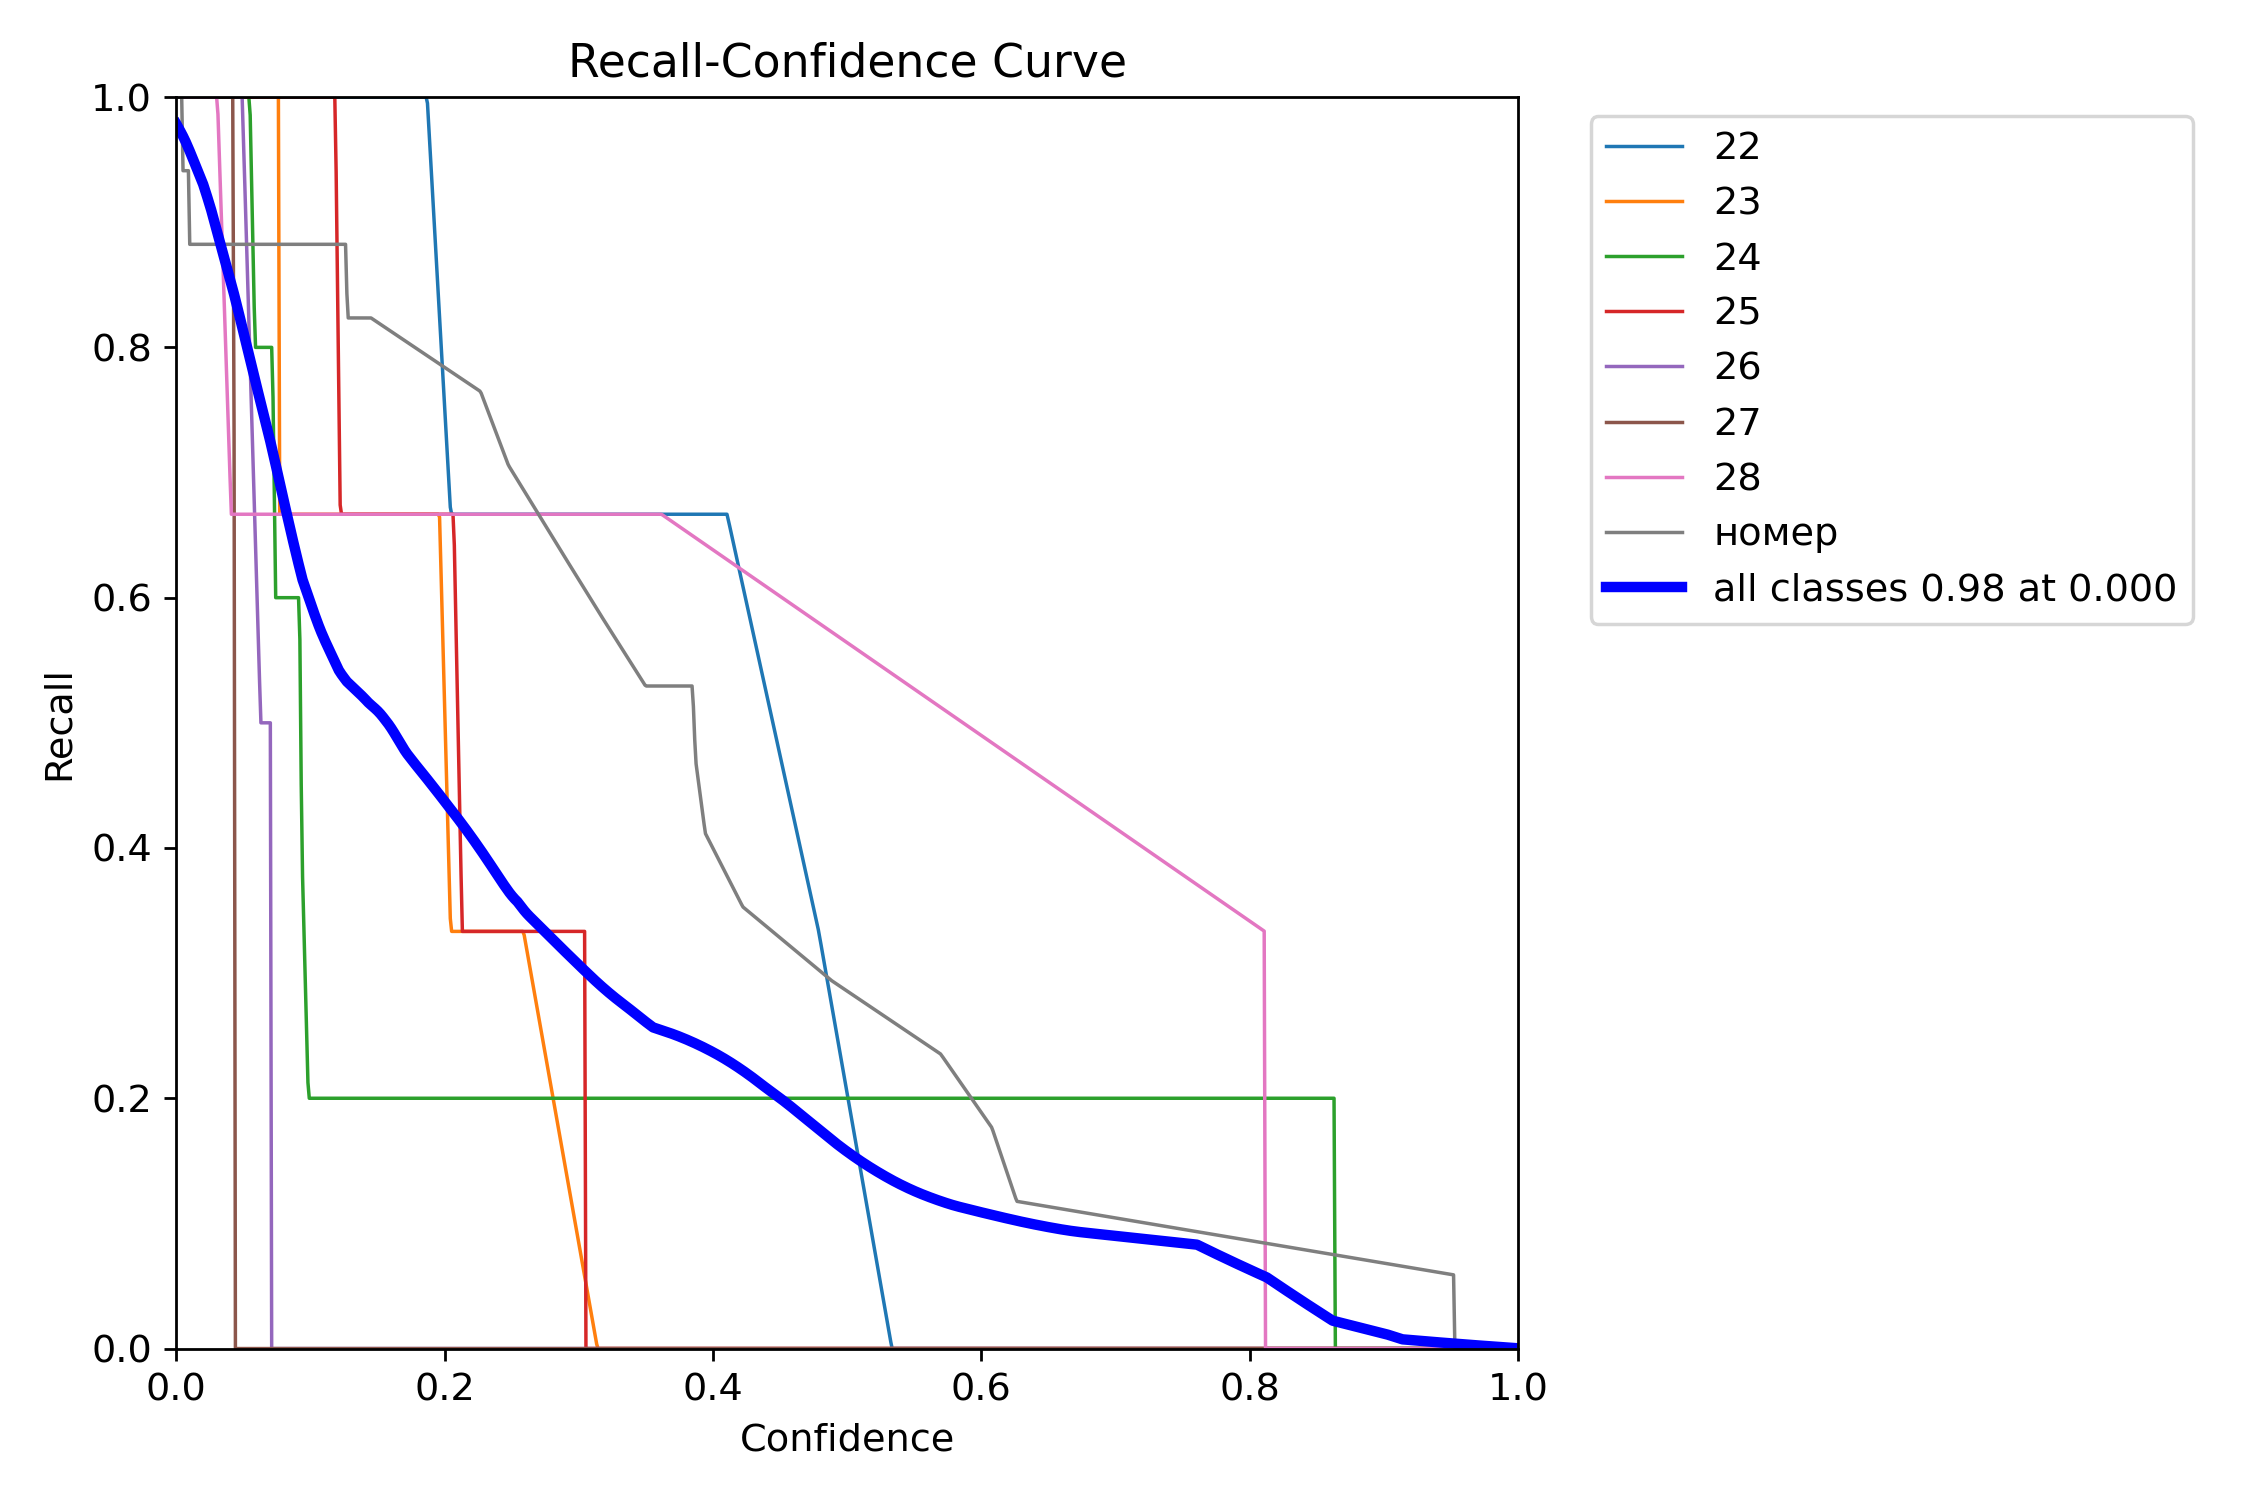 Recall-Confidence Curve
1.0
0.8
0.6
0.4
0.2
0.0
Recall
0.0 0.2 0.4 0.6 0.8 1.0
Confidence
22
23
24
25
26
27
28
номер
all classes 0.98 at 0.000